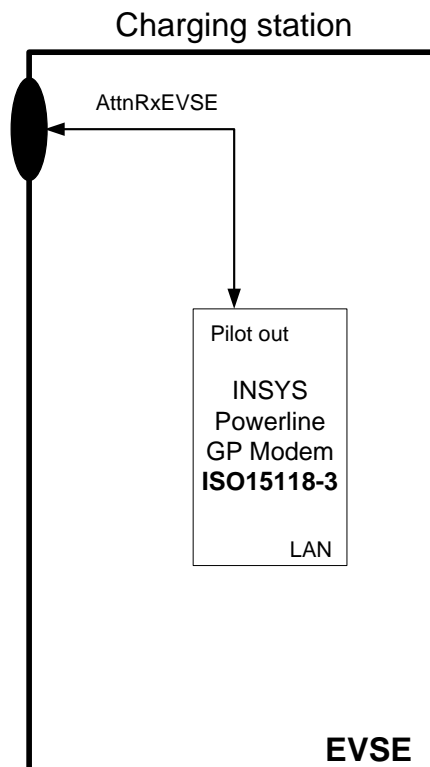 Charging station
AttnRxEVSE
Pilot out
INSYS
Powerline
GP Modem
ISO15118-3
LAN
EVSE